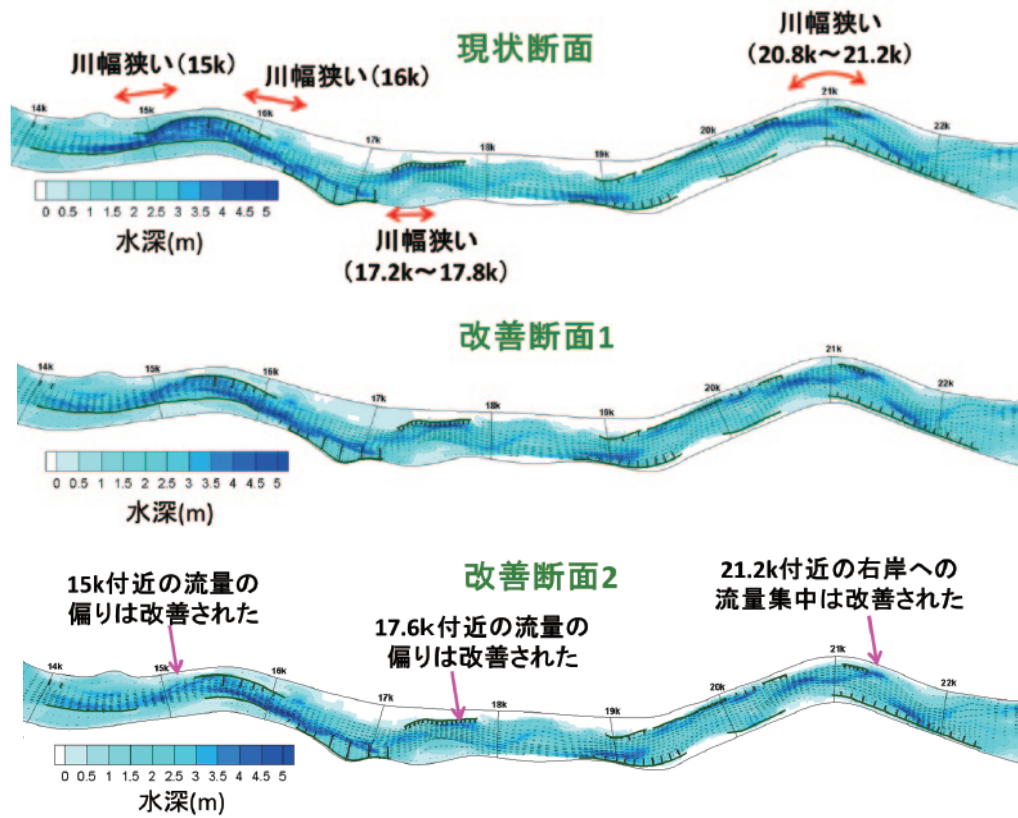 現状断面
川幅狭い(15k)
川幅狭い(16k)
川幅狭い
(20.8k～21.2k)
14k
15k
16k
17k
18k
19k
20k
21k
22k
0 0.5 1 1.5 2 2.5 3 3.5 4 4.5 5
水深(m)
川幅狭い
(17.2k～17.8k)
改善断面1
14k
15k
16k
17k
18k
19k
20k
21k
22k
0 0.5 1 1.5 2 2.5 3 3.5 4 4.5 5
水深(m)
改善断面2
15k付近の流量の
偏りは改善された
17.6k付近の流量の
偏りは改善された
21.2k付近の右岸への
流量集中は改善された
14k
15k
16k
17k
18k
19k
20k
21k
22k
0 0.5 1 1.5 2 2.5 3 3.5 4 4.5 5
水深(m)